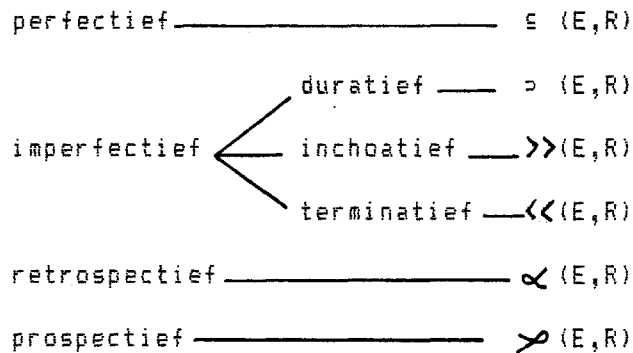 perfectief ⊆ (E,R)
duratief ⊃ (E,R)
imperfectief inchoatief >>(E,R)
terminatief <<(E,R)
retrospectief ∝ (E,R)
prospectief (E,R)